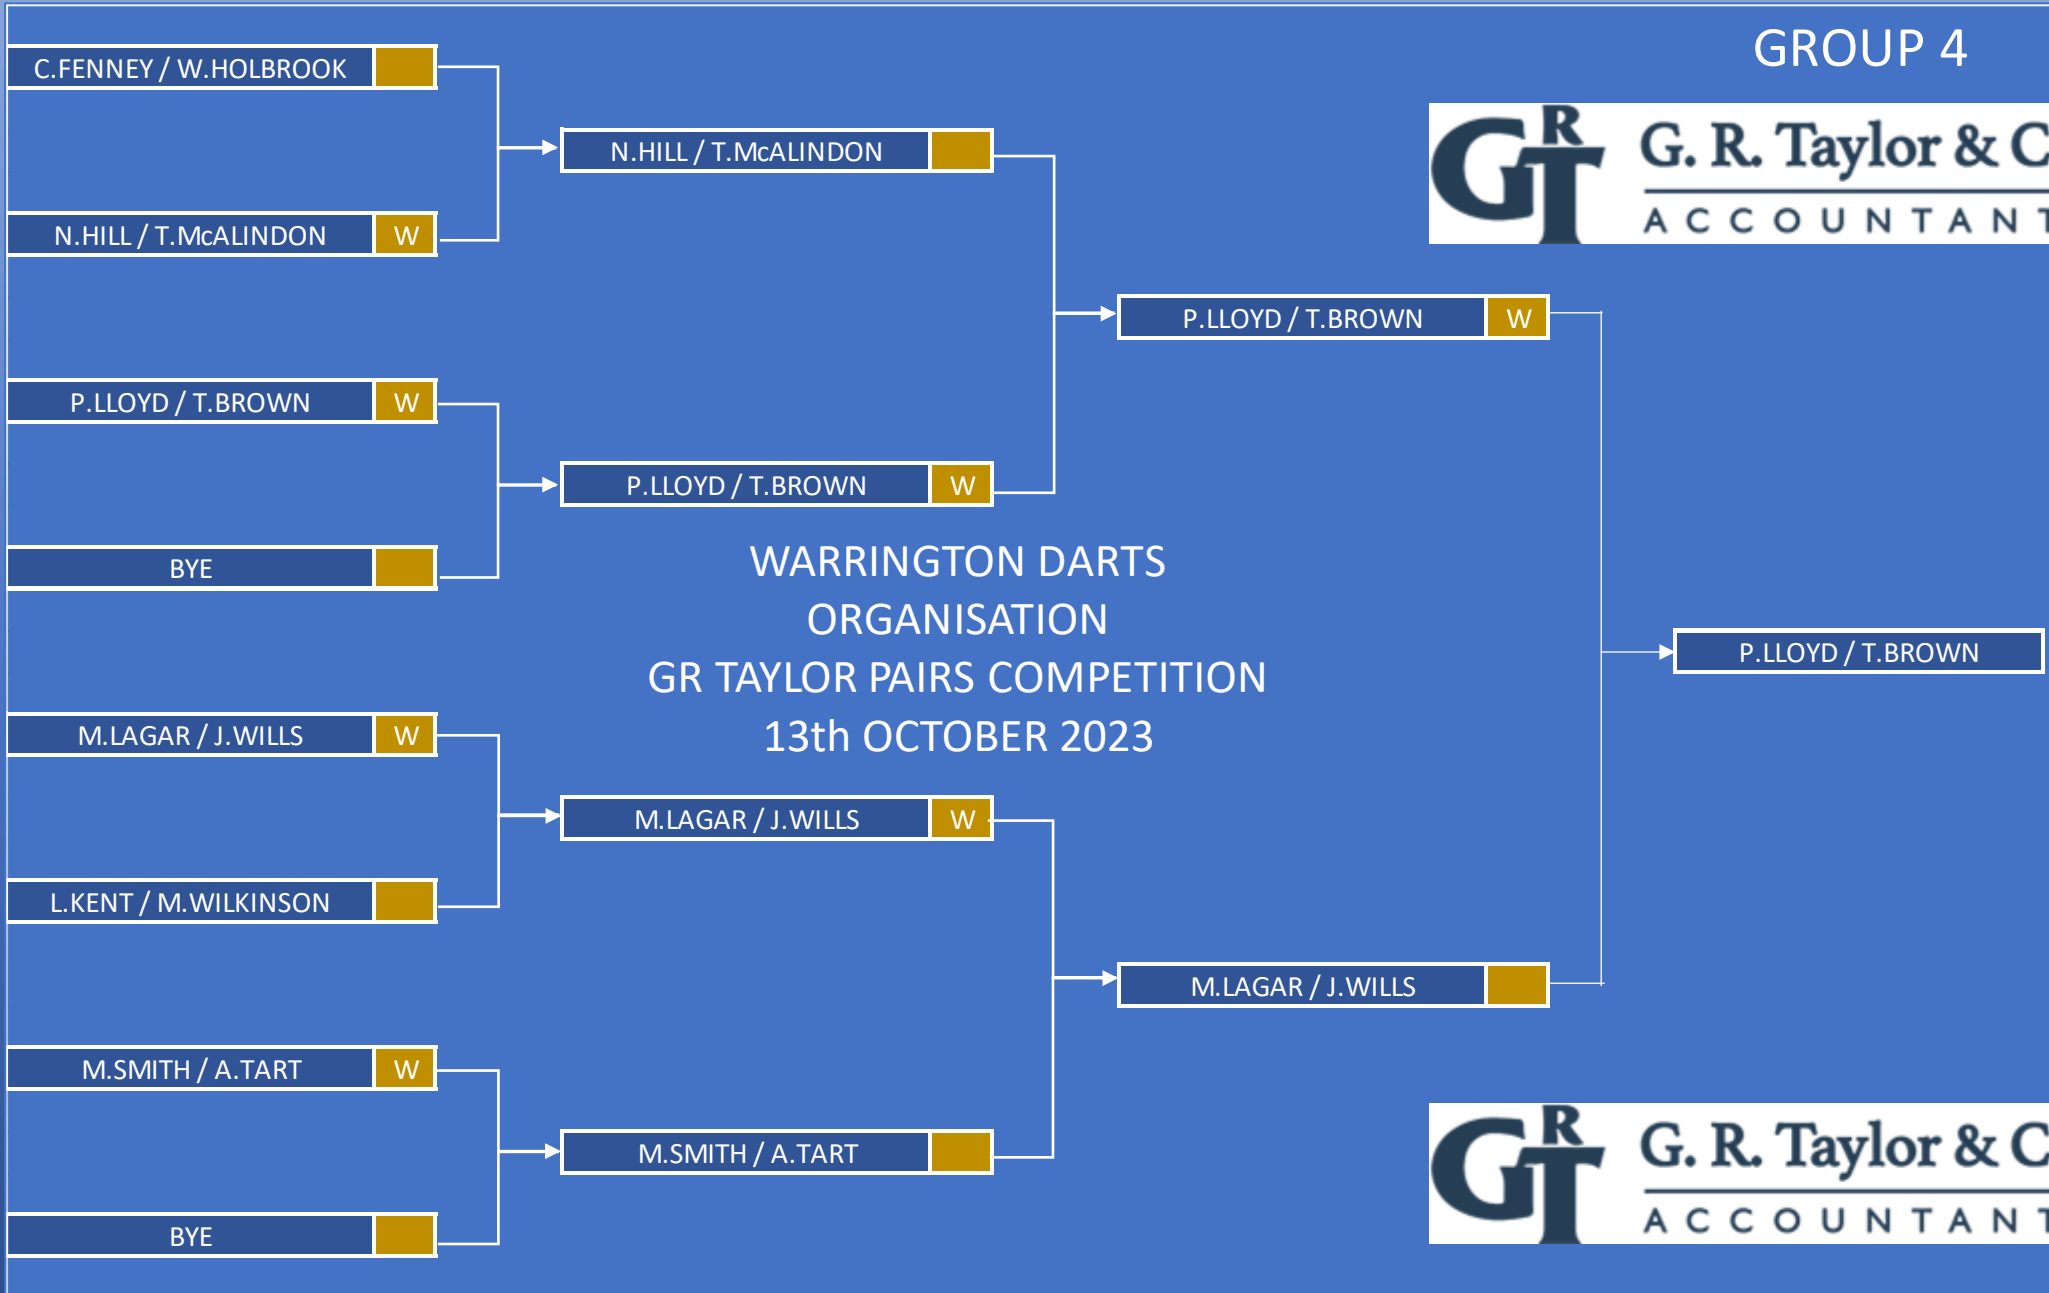 GROUP 4
GRT
G. R. Taylor & C
ACCOUNTANT
C.FENNEY / W.HOLBROOK
N.HILL / T.McALINDON W
P.LLOYD / T.BROWN W
BYE
M.LAGAR / J.WILLS W
L.KENT / M.WILKINSON
M.SMITH / A.TART W
BYE
N.HILL / T.McALINDON
P.LLOYD / T.BROWN W
M.LAGAR / J.WILLS W
M.SMITH / A.TART
WARRINGTON DARTS
ORGANISATION
GR TAYLOR PAIRS COMPETITION
13th OCTOBER 2023
P.LLOYD / T.BROWN W
M.LAGAR / J.WILLS
P.LLOYD / T.BROWN
GRT
G. R. Taylor & C
ACCOUNTANT